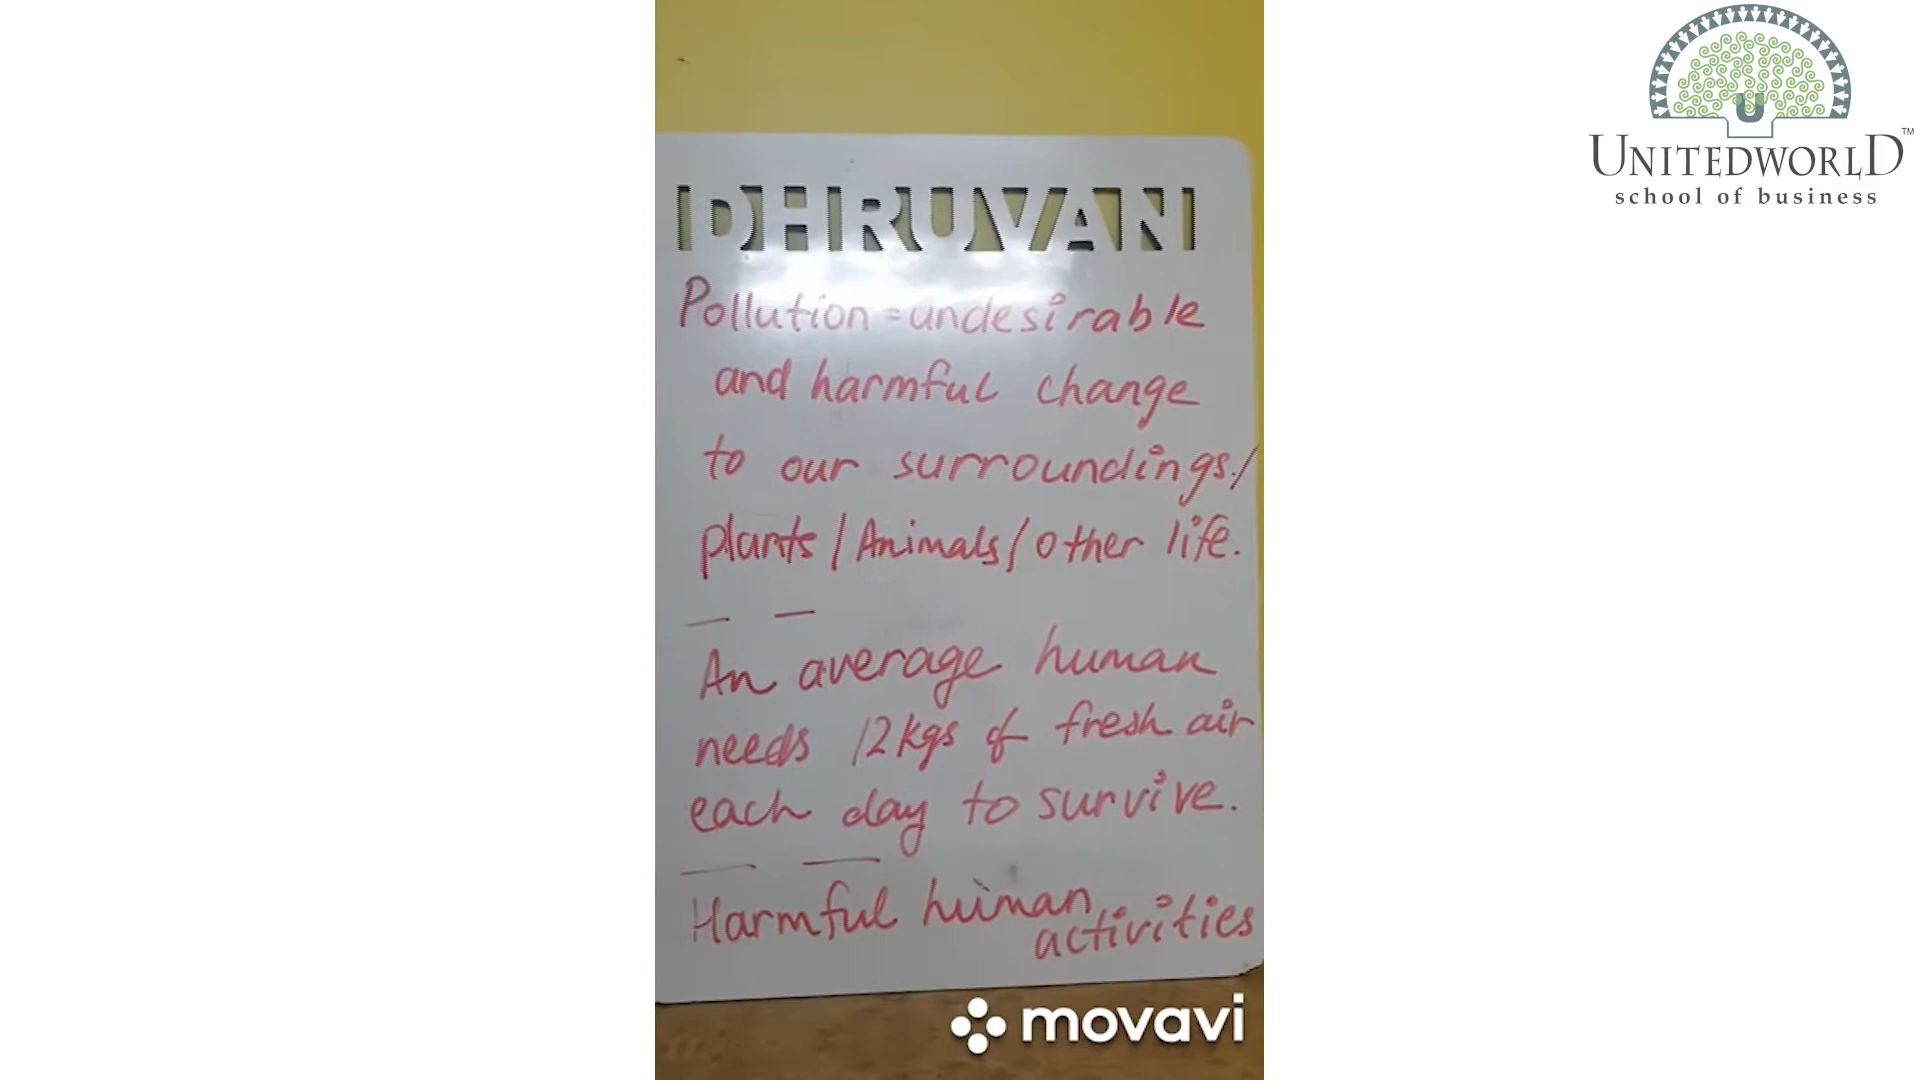 DHRUVAN
Pollution = undesirable
and harmful change
to our surroundings./
plants / Animals / other life.
An average human
needs 12kgs of fresh air
each day to survive.
Harmful human
activities
movavi
UNITEDWORLD™
school of business